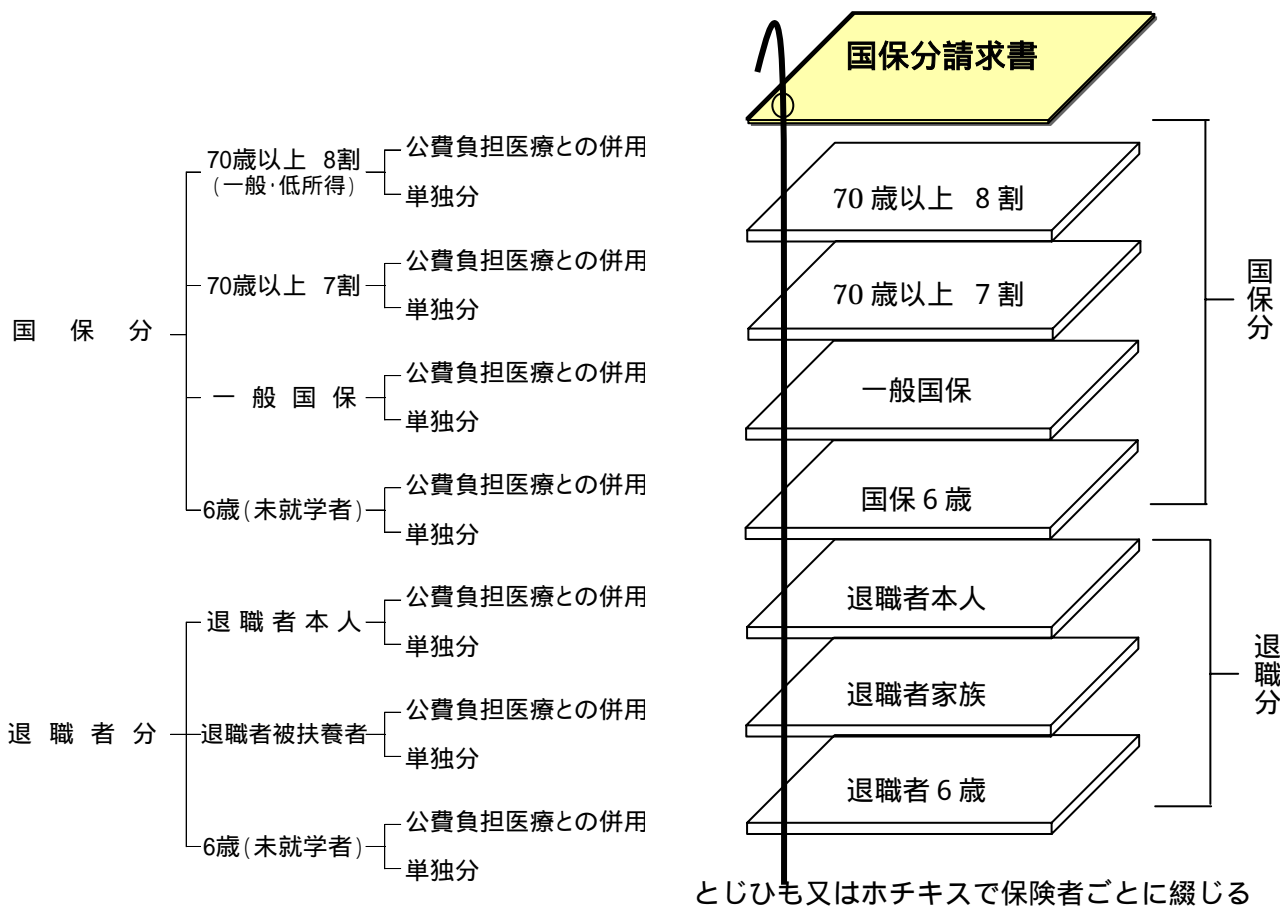 国保分
70歳以上 8割
(一般・低所得)
公費負担医療との併用
単独分
70歳以上 7割
公費負担医療との併用
単独分
一般国保
公費負担医療との併用
単独分
6歳(未就学者)
公費負担医療との併用
単独分
退職者分
退職者本人
公費負担医療との併用
単独分
退職者被扶養者
公費負担医療との併用
単独分
6歳(未就学者)
公費負担医療との併用
単独分
国保分請求書
70歳以上 8割
70歳以上 7割
一般国保
国保6歳
国保分
退職者本人
退職者家族
退職者6歳
退職分
とじひも又はホチキスで保険者ごとに綴じる